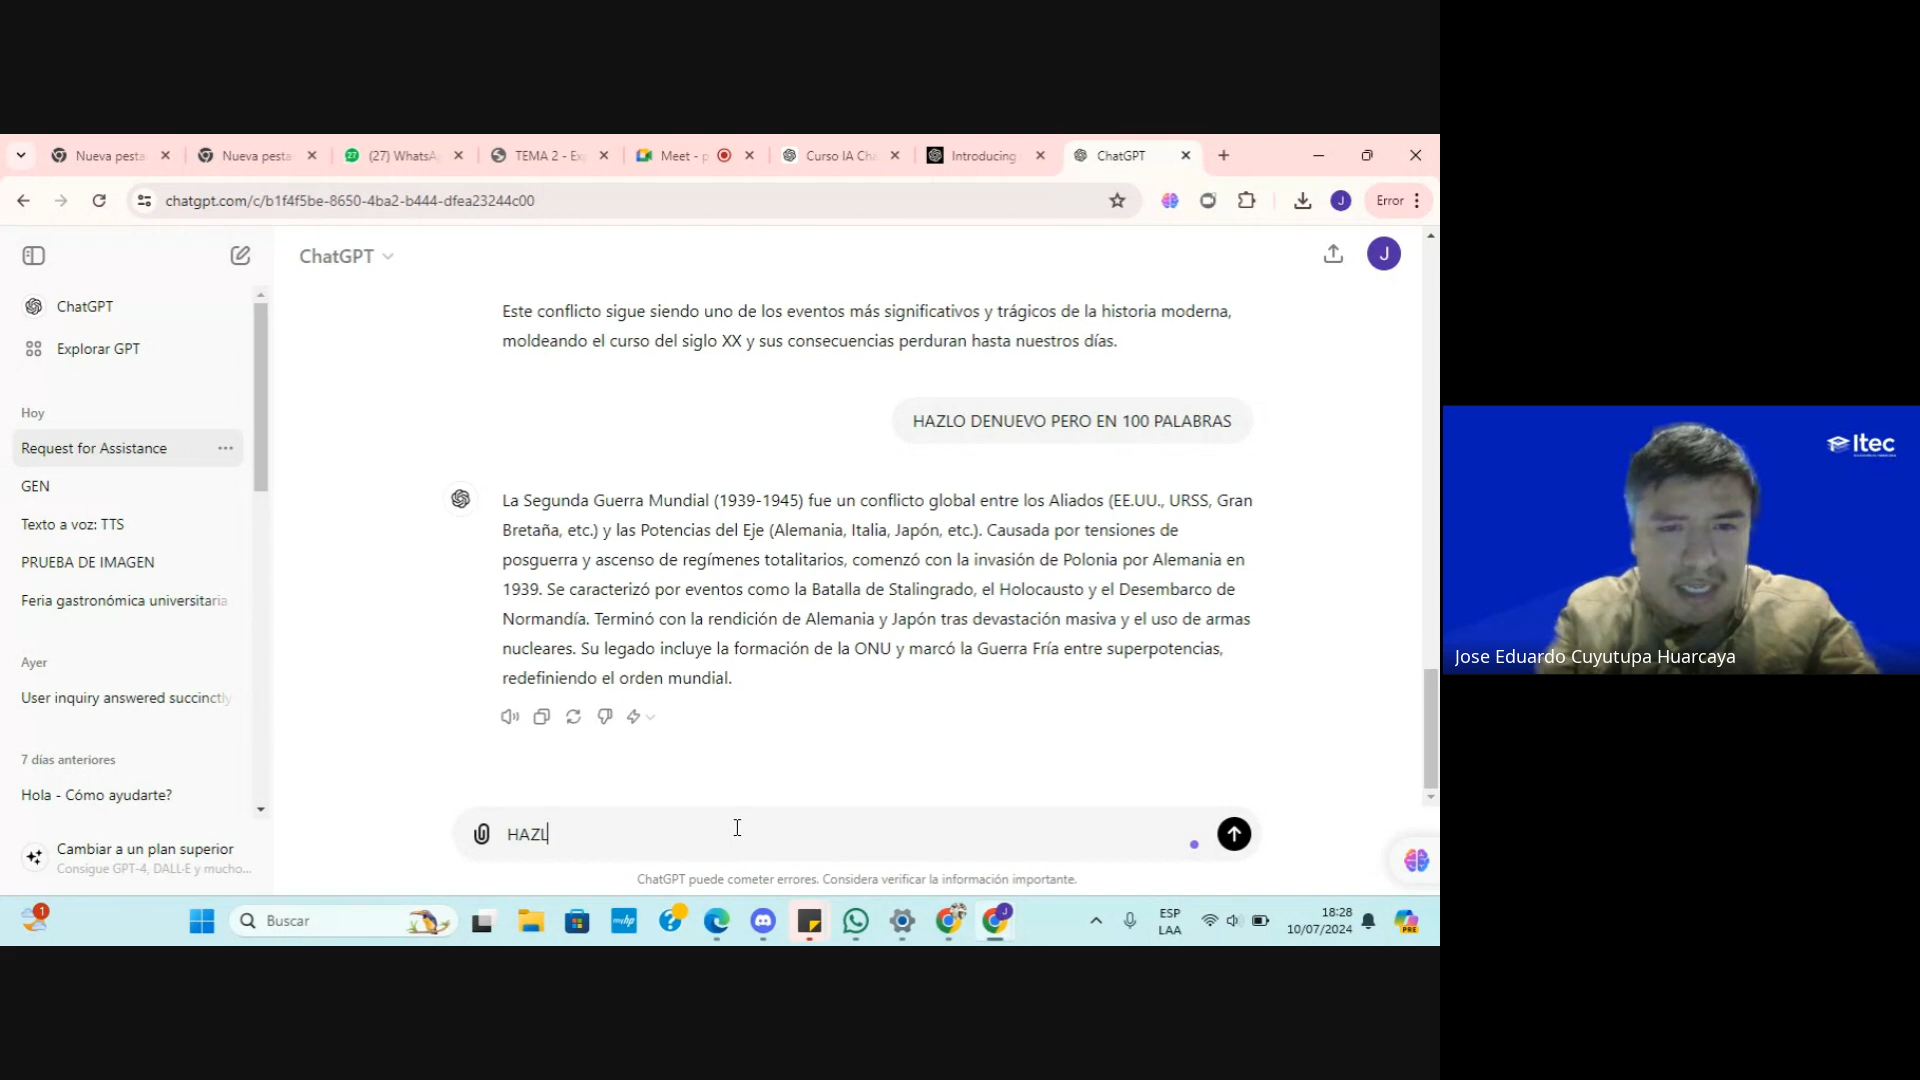 Nueva pesta
Nueva pesta
(27) WhatsA
TEMA 2 - Ex
Meet - p
Curso IA Cha
Introducing
ChatGPT
chatgpt.com/c/b1f4f5be-8650-4ba2-b444-dfea23244c00
J
Error
ChatGPT
Explorar GPT
Hoy
Request for Assistance
GEN
Texto a voz: TTS
PRUEBA DE IMAGEN
Feria gastronómica universitaria
Ayer
User inquiry answered succinctly
7 días anteriores
Hola - Cómo ayudarte?
Cambiar a un plan superior
Consigue GPT-4, DALL·E y mucho...
ChatGPT
J
Este conflicto sigue siendo uno de los eventos más significativos y trágicos de la historia moderna,
moldeando el curso del siglo XX y sus consecuencias perduran hasta nuestros días.
HAZLO DENUEVO PERO EN 100 PALABRAS
La Segunda Guerra Mundial (1939-1945) fue un conflicto global entre los Aliados (EE.UU., URSS, Gran
Bretaña, etc.) y las Potencias del Eje (Alemania, Italia, Japón, etc.). Causada por tensiones de
posguerra y ascenso de regímenes totalitarios, comenzó con la invasión de Polonia por Alemania en
1939. Se caracterizó por eventos como la Batalla de Stalingrado, el Holocausto y el Desembarco de
Normandía. Terminó con la rendición de Alemania y Japón tras devastación masiva y el uso de armas
nucleares. Su legado incluye la formación de la ONU y marcó la Guerra Fría entre superpotencias,
redefiniendo el orden mundial.
HAZL
ChatGPT puede cometer errores. Considera verificar la información importante.
1
Buscar
myhp
J
ESP
LAA
18:28
10/07/2024
PRE
Itec
Jose Eduardo Cuyutupa Huarcaya